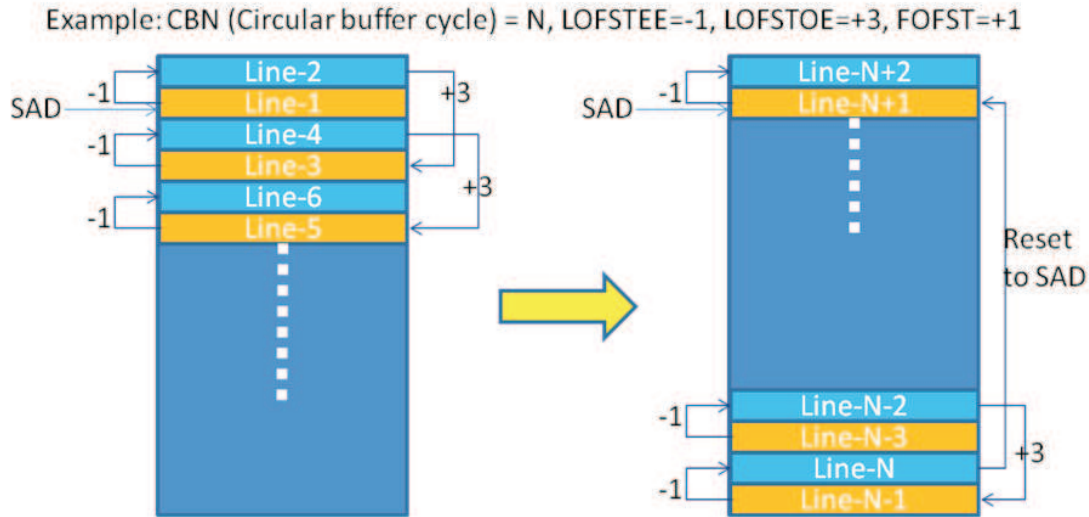 Example: CBN (Circular buffer cycle) = N, LOFSTEE=-1, LOFSTOE=+3, FOFST=+1
Line-2
-1
Line-1
+3
SAD
Line-4
-1
Line-3
+3
Line-6
-1
Line-5
Line-N+2
-1
Line-N+1
SAD
Reset
to SAD
Line-N-2
-1
Line-N-3
+3
Line-N
-1
Line-N-1